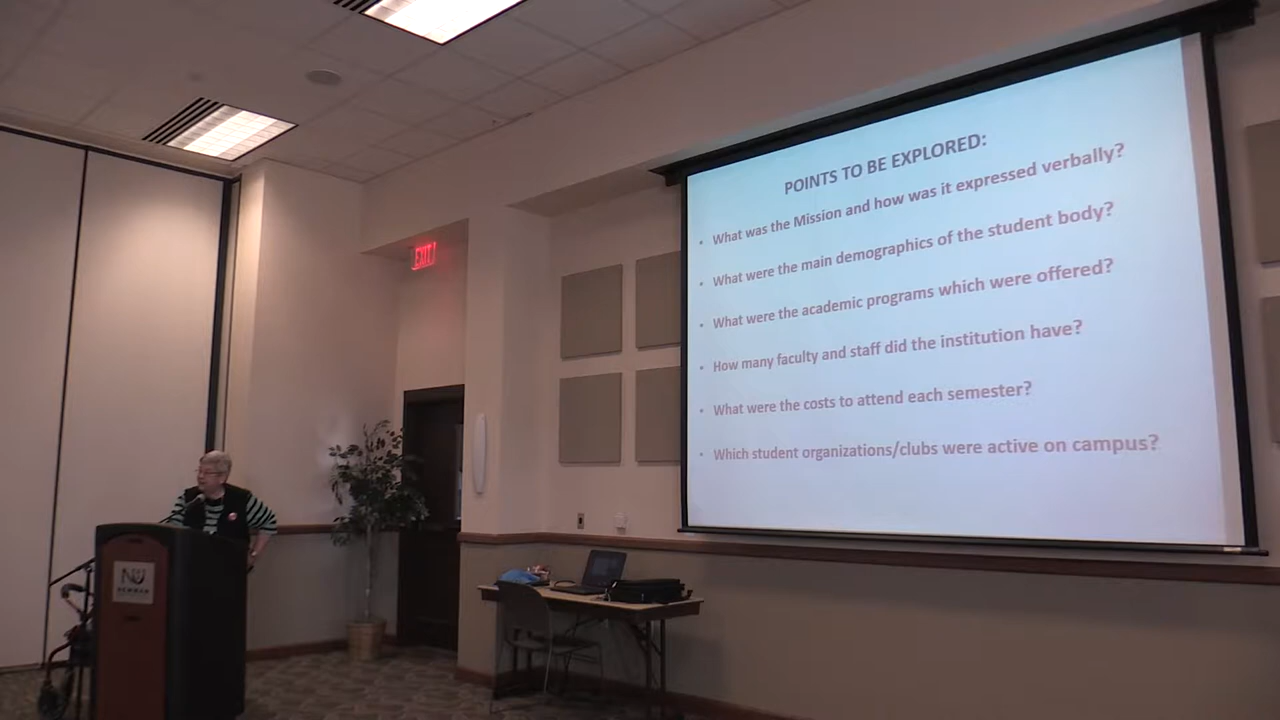 POINTS TO BE EXPLORED:
• What was the Mission and how was it expressed verbally?
• What were the main demographics of the student body?
• What were the academic programs which were offered?
• How many faculty and staff did the institution have?
• What were the costs to attend each semester?
• Which student organizations/clubs were active on campus?
EXIT
NU
NEWMAN